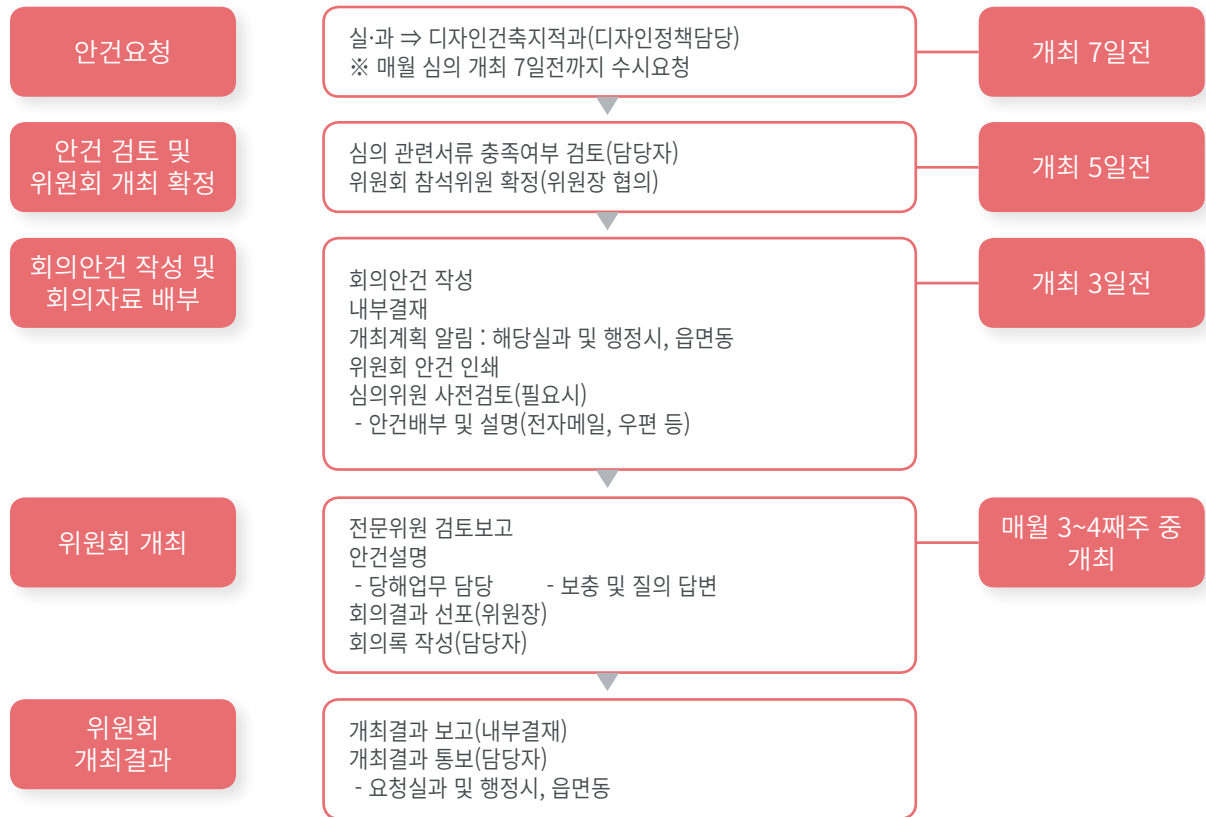 안건요청
실·과 ⇒ 디자인건축지적과(디자인정책담당)
※ 매월 심의 개최 7일전까지 수시요청
개최 7일전
안건 검토 및
위원회 개최 확정
심의 관련서류 충족여부 검토(담당자)
위원회 참석위원 확정(위원장 협의)
개최 5일전
회의안건 작성 및
회의자료 배부
회의안건 작성
내부결재
개최계획 알림 : 해당실과 및 행정시, 읍면동
위원회 안건 인쇄
심의위원 사전검토(필요시)
- 안건배부 및 설명(전자메일, 우편 등)
개최 3일전
위원회 개최
전문위원 검토보고
안건설명
- 당해업무 담당 - 보충 및 질의 답변
회의결과 선포(위원장)
회의록 작성(담당자)
매월 3~4째주 중
개최
위원회
개최결과
개최결과 보고(내부결재)
개최결과 통보(담당자)
- 요청실과 및 행정시, 읍면동